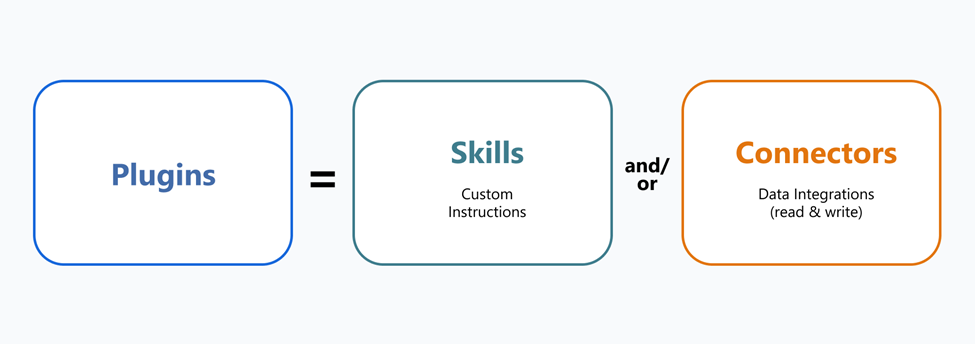 Plugins
=
Skills
Custom
Instructions
and/
or
Connectors
Data Integrations
(read & write)